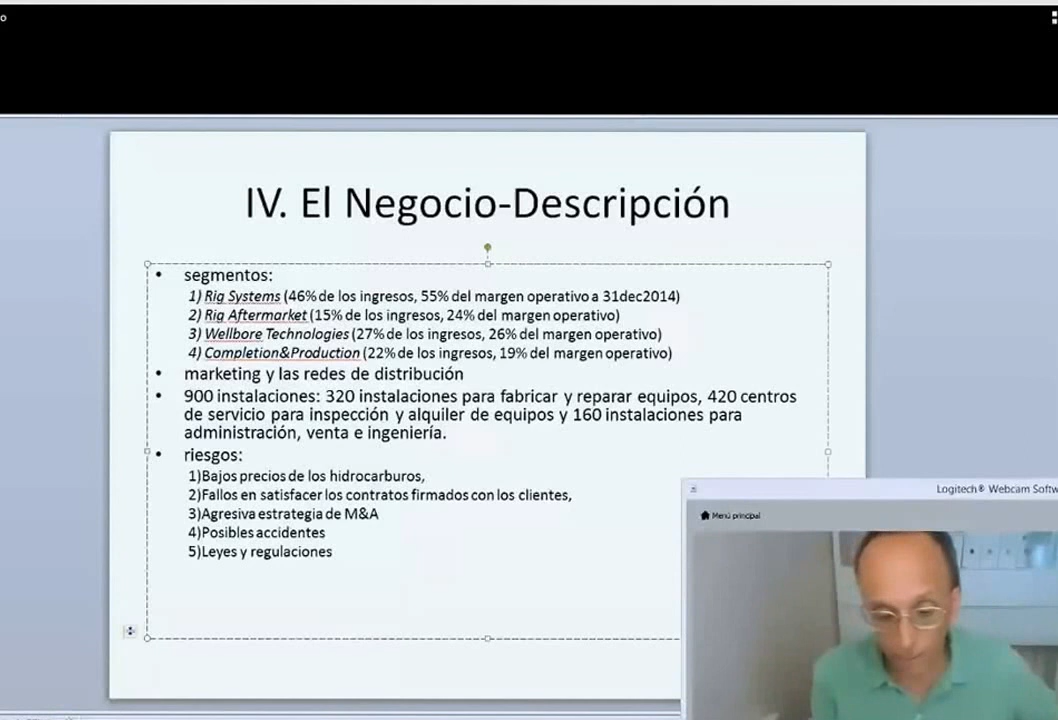 o
IV. El Negocio-Descripción
• segmentos:
1) Rig Systems (46% de los ingresos, 55% del margen operativo a 31dec2014)
2) Rig Aftermarket (15% de los ingresos, 24% del margen operativo)
3) Wellbore Technologies (27% de los ingresos, 26% del margen operativo)
4) Completion&Production (22% de los ingresos, 19% del margen operativo)
• marketing y las redes de distribución
• 900 instalaciones: 320 instalaciones para fabricar y reparar equipos, 420 centros
de servicio para inspección y alquiler de equipos y 160 instalaciones para
administración, venta e ingeniería.
• riesgos:
1)Bajos precios de los hidrocarburos,
2)Fallos en satisfacer los contratos firmados con los clientes,
3)Agresiva estrategia de M&A
4)Posibles accidentes
5)Leyes y regulaciones
Logitech® Webcam Softw
Menú principal